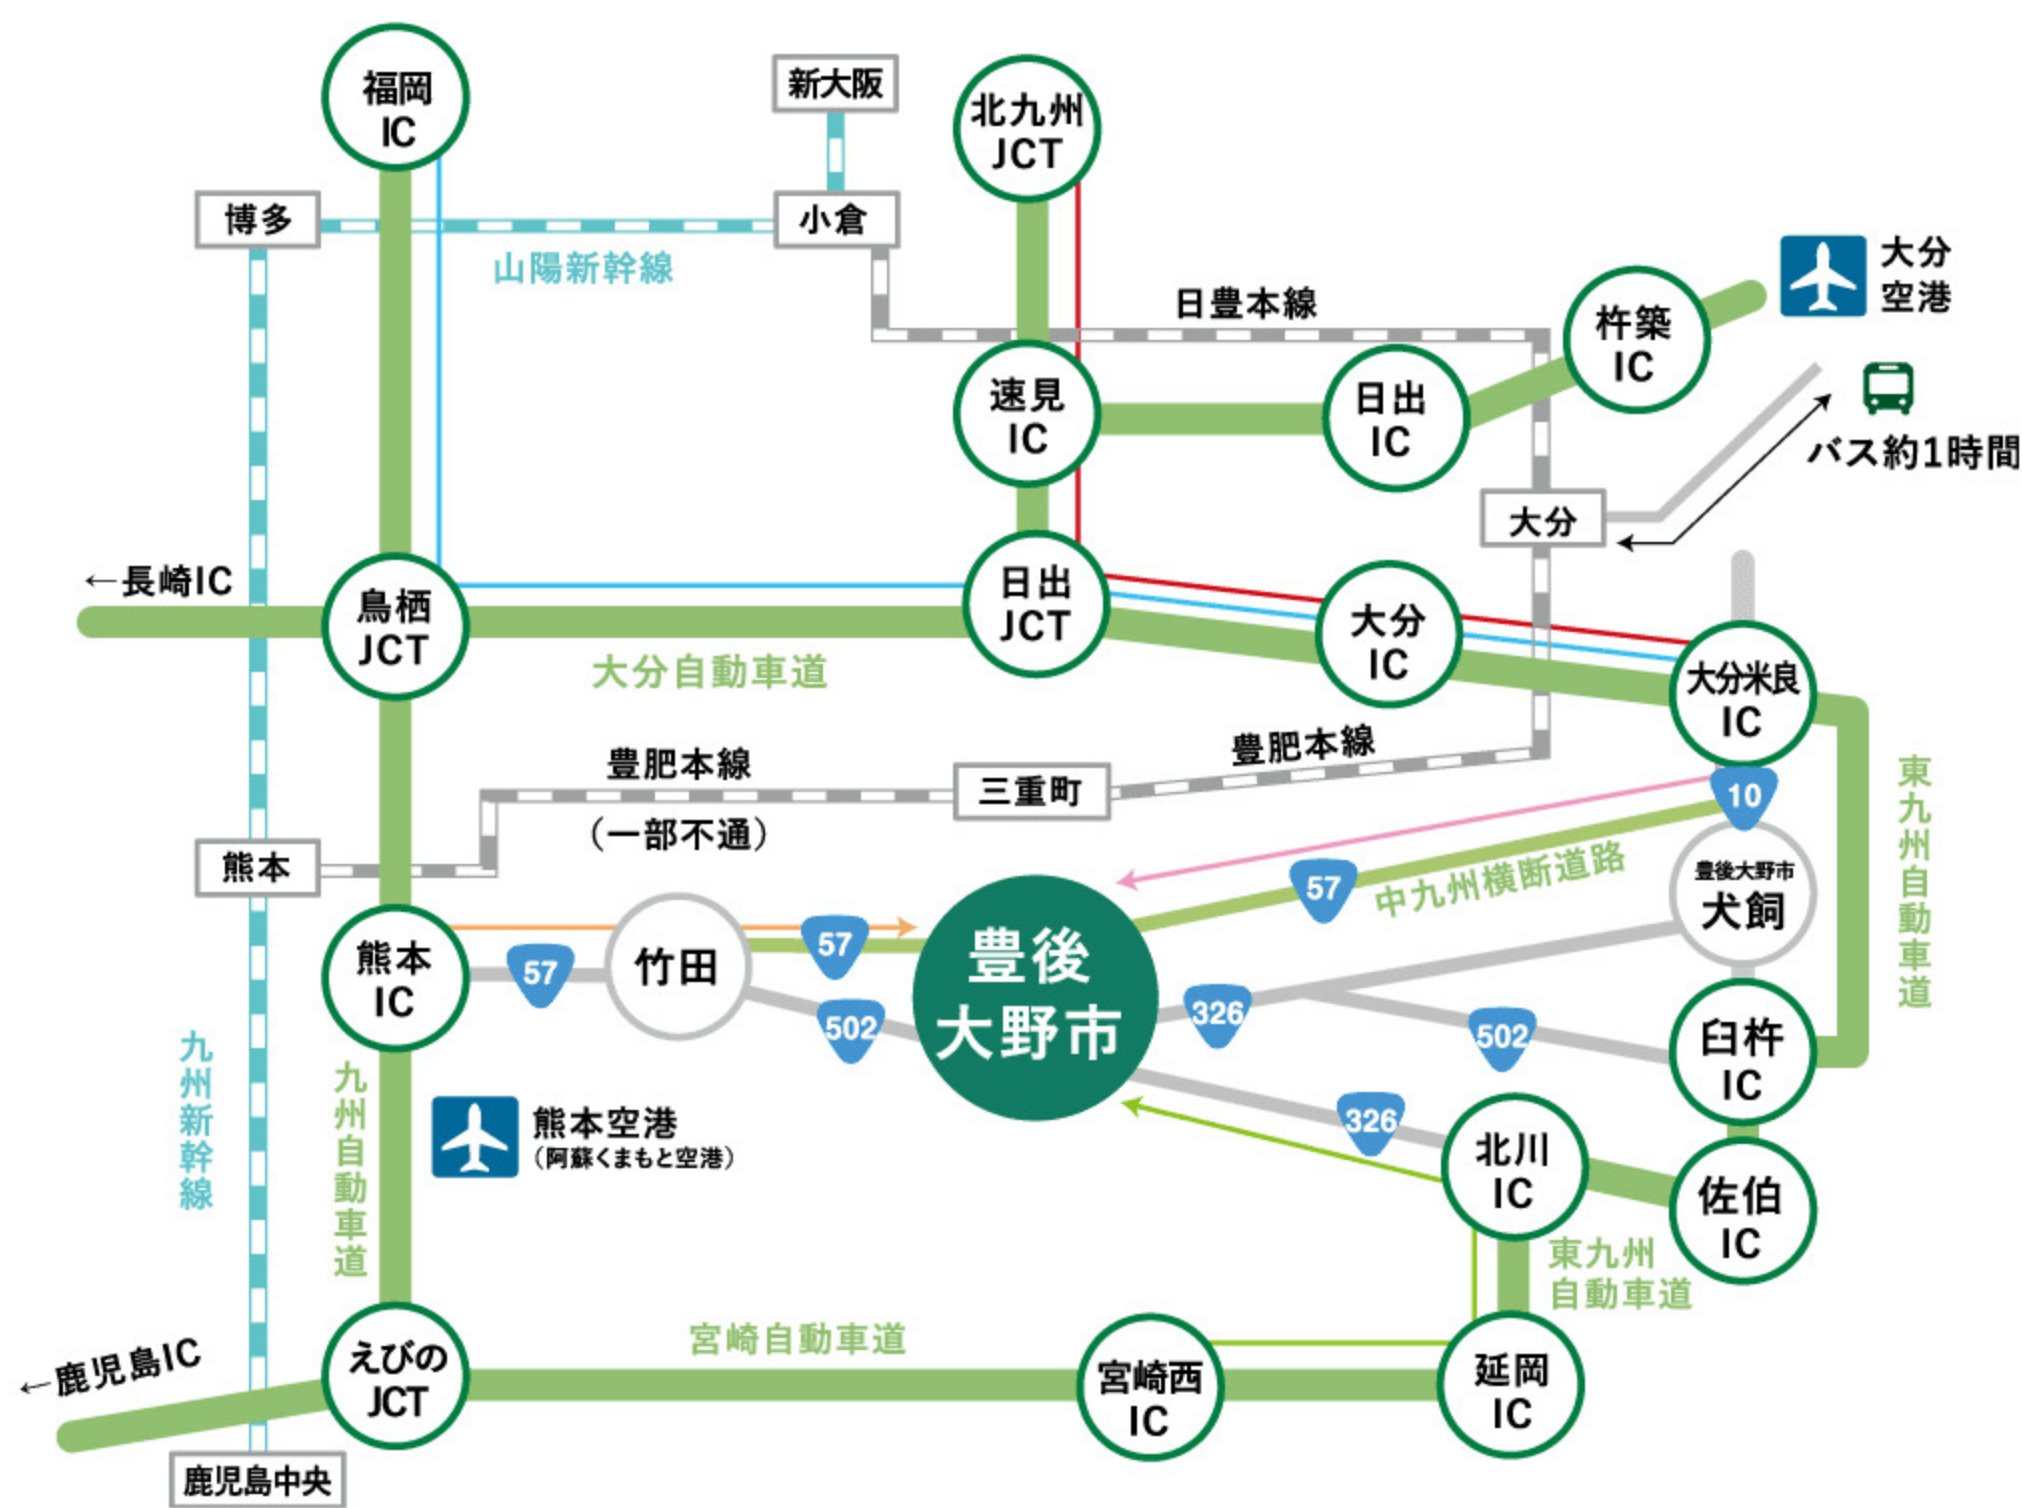 福岡
IC
新大阪
北九州
JCT
博多
小倉
山陽新幹線
日豊本線
大分
空港
杵築
IC
速見
IC
日出
IC
バス約1時間
大分
←長崎IC
鳥栖
JCT
日出
JCT
大分
IC
大分自動車道
大分米良
IC
豊肥本線
豊肥本線
(一部不通)
三重町
10
東九州自動車道
熊本
57
中九州横断道路
豊後大野市
犬飼
熊本
IC
57
竹田
57
502
豊後
大野市
326
502
臼杵
IC
九州新幹線
九州自動車道
熊本空港
(阿蘇くまもと空港)
326
北川
IC
佐伯
IC
東九州
自動車道
←鹿児島IC
えびの
JCT
宮崎自動車道
宮崎西
IC
延岡
IC
鹿児島中央